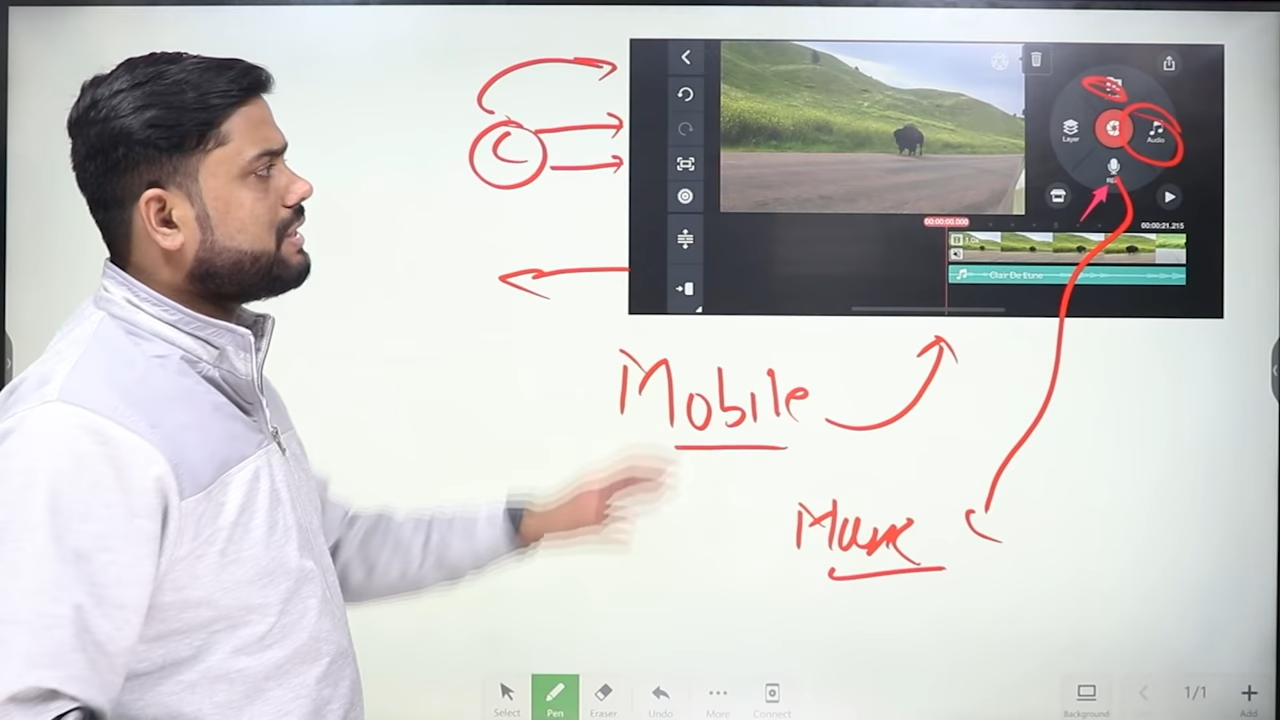 Layer
Audio
REC
00:00:00.000
00:00:21.215
Clair De Lune
C
Mobile
Select
Pen
Eraser
Undo
More
Connect
Background
1/1
Add